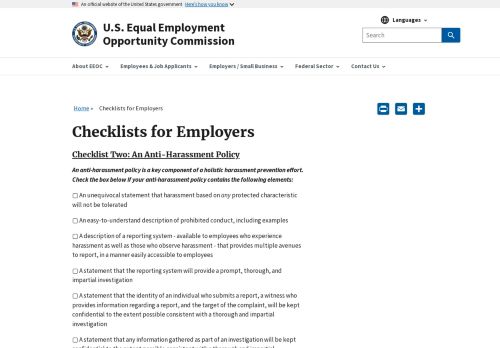 An official website of the United States government Here's how you know
U.S. Equal Employment
Opportunity Commission
Languages
Search
About EEOC
Employees & Job Applicants
Employers / Small Business
Federal Sector
Contact Us
Home » Checklists for Employers
Checklists for Employers
Checklist Two: An Anti-Harassment Policy
An anti-harassment policy is a key component of a holistic harassment prevention effort.
Check the box below if your anti-harassment policy contains the following elements:
An unequivocal statement that harassment based on any protected characteristic
will not be tolerated
An easy-to-understand description of prohibited conduct, including examples
A description of a reporting system - available to employees who experience
harassment as well as those who observe harassment - that provides multiple avenues
to report, in a manner easily accessible to employees
A statement that the reporting system will provide a prompt, thorough, and
impartial investigation
A statement that the identity of an individual who submits a report, a witness who
provides information regarding a report, and the target of the complaint, will be kept
confidential to the extent possible consistent with a thorough and impartial
investigation
A statement that any information gathered as part of an investigation will be kept